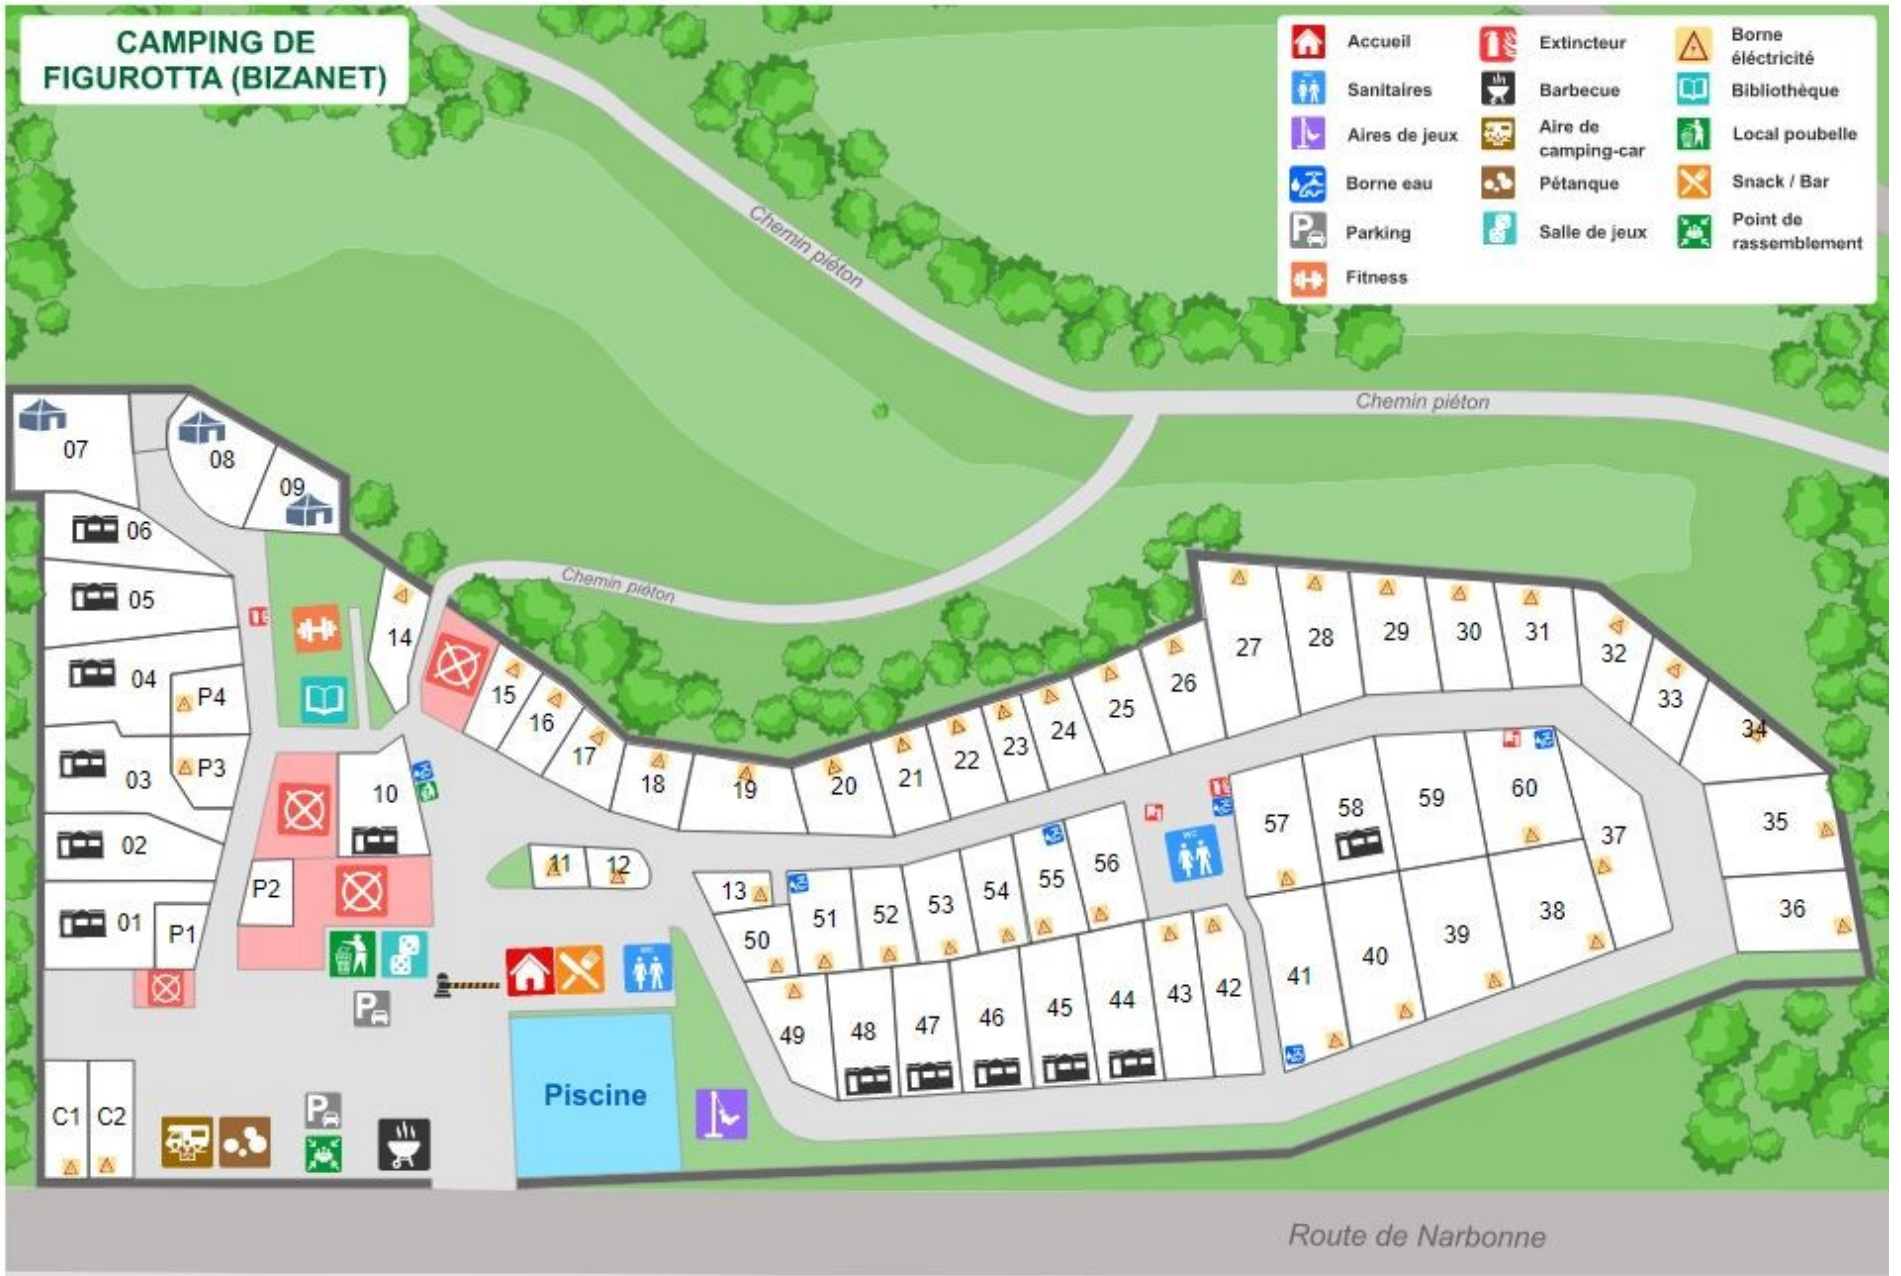 CAMPING DE
FIGUROTTA (BIZANET)
Accueil
Extincteur
Borne
éléctricité
Sanitaires
Barbecue
Bibliothèque
Aires de jeux
Aire de
camping-car
Local poubelle
Borne eau
Pétanque
Snack / Bar
Parking
Salle de jeux
Point de
rassemblement
Fitness
Chemin piéton
Chemin piéton
Chemin piéton
07
08
09
06
05
04
P4
03
P3
02
01
P1
P2
10
14
15
16
17
18
19
20
21
22
23
24
25
26
27
28
29
30
31
32
33
34
35
36
11
12
13
50
51
52
53
54
55
56
WC
57
58
59
60
37
38
39
40
41
42
43
44
45
46
47
48
49
WC
P
P
C1
C2
Piscine
Route de Narbonne